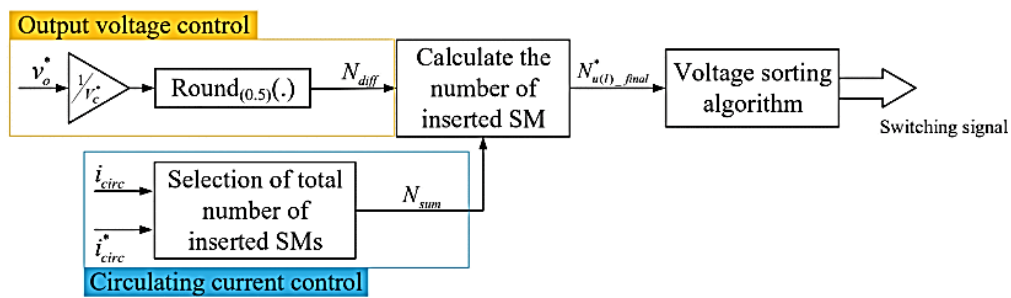 Output voltage control
v*o
1/v*c
Round(0.5)(.)
Ndiff
Calculate the
number of
inserted SM
N*u(l)_final
Voltage sorting
algorithm
Switching signal
icirc
i*circ
Selection of total
number of
inserted SMs
Nsum
Circulating current control